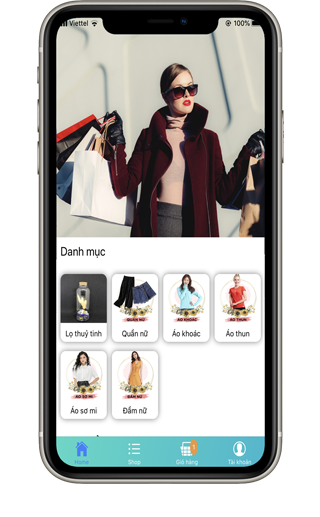 Viettel 100%
Danh mục
QUẦN NỮ ÁO KHOÁC ÁO THUN
Lọ thuỷ tinh Quần nữ Áo khoác Áo thun
ÁO SƠ MI ĐẦM NỮ
Áo sơ mi Đầm nữ
1
Home Shop Giỏ hàng Tài khoản